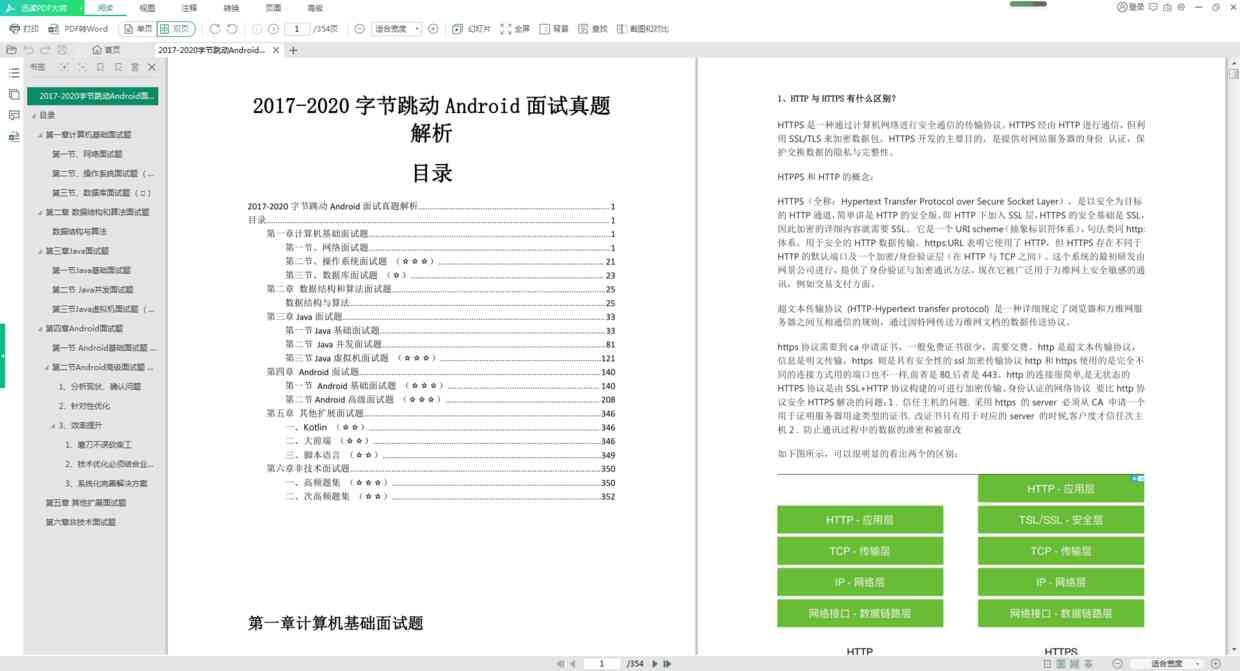 迅读PDF大师
阅读
视图
注释
转换
页面
高级
登录
打印
PDF转Word
单页
双页
1 /354页
适合宽度
幻灯片
全屏
背景
查找
截图和对比
首页
2017-2020字节跳动Android...
书签
2017-2020字节跳动Android面...
目录
第一章计算机基础面试题
第一节、网络面试题
第二节、操作系统面试题 (...
第三节、数据库面试题 (□)
第二章 数据结构和算法面试题
数据结构与算法
第三章Java面试题
第一节Java基础面试题
第二节 Java并发面试题
第三节Java虚拟机面试题 (...
第四章Android面试题
第一节 Android基础面试题 ...
第二节Android高级面试题 ...
1、分析现状、确认问题
2、针对性优化
3、效率提升
1、磨刀不误砍柴工
2、技术优化必须结合业...
3、系统化完善解决方案
第五章 其他扩展面试题
第六章非技术面试题
2017-2020 字节跳动 Android 面试真题
解析
目录
2017-2020 字节跳动 Android 面试真题解析 1
目录 1
第一章计算机基础面试题 1
第一节、网络面试题 1
第二节、操作系统面试题 (☆☆☆) 21
第三节、数据库面试题 (☆) 23
第二章 数据结构和算法面试题 25
数据结构与算法 25
第三章 Java 面试题 33
第一节 Java 基础面试题 33
第二节 Java 并发面试题 81
第三节 Java 虚拟机面试题 (☆☆☆) 121
第四章 Android 面试题 140
第一节 Android 基础面试题 (☆☆☆) 140
第二节 Android 高级面试题 (☆☆☆) 208
第五章 其他扩展面试题 346
一、Kotlin (☆☆) 346
二、大前端 (☆☆) 346
三、脚本语言 (☆☆) 349
第六章非技术面试题 350
一、高频题集 (☆☆☆) 350
二、次高频题集 (☆☆) 352
第一章计算机基础面试题
1、HTTP 与 HTTPS 有什么区别？
HTTPS 是一种通过计算机网络进行安全通信的传输协议。HTTPS 经由 HTTP 进行通信，但利
用 SSL/TLS 来加密数据包。HTTPS 开发的主要目的，是提供对网站服务器的身份 认证，保
护交换数据的隐私与完整性。
HTPPS 和 HTTP 的概念：
HTTPS（全称：Hypertext Transfer Protocol over Secure Socket Layer），是以安全为目标
的 HTTP 通道，简单讲是 HTTP 的安全版。即 HTTP 下加入 SSL 层，HTTPS 的安全基础是 SSL，
因此加密的详细内容就需要 SSL。 它是一个 URI scheme（抽象标识符体系），句法类同 http:
体系。用于安全的 HTTP 数据传输。https:URL 表明它使用了 HTTP，但 HTTPS 存在不同于
HTTP 的默认端口及一个加密/身份验证层（在 HTTP 与 TCP 之间）。这个系统的最初研发由
网景公司进行，提供了身份验证与加密通讯方法，现在它被广泛用于万维网上安全敏感的通
讯，例如交易支付方面。
超文本传输协议 (HTTP-Hypertext transfer protocol) 是一种详细规定了浏览器和万维网服
务器之间互相通信的规则，通过因特网传送万维网文档的数据传送协议。
https 协议需要到 ca 申请证书，一般免费证书很少，需要交费。http 是超文本传输协议，
信息是明文传输，https 则是具有安全性的 ssl 加密传输协议 http 和 https 使用的是完全不
同的连接方式用的端口也不一样,前者是 80,后者是 443。http 的连接很简单,是无状态的
HTTPS 协议是由 SSL+HTTP 协议构建的可进行加密传输、身份认证的网络协议 要比 http 协
议安全 HTTPS 解决的问题：1 . 信任主机的问题. 采用 https 的 server 必须从 CA 申请一个
用于证明服务器用途类型的证书. 改证书只有用于对应的 server 的时候,客户度才信任次主
机 2 . 防止通讯过程中的数据的泄密和被窜改
如下图所示，可以很明显的看出两个的区别：
HTTP - 应用层
HTTP - 应用层 TSL/SSL - 安全层
TCP - 传输层 TCP - 传输层
IP - 网络层 IP - 网络层
网络接口 - 数据链路层 网络接口 - 数据链路层
HTTP HTTPS
1 /354
适合宽度